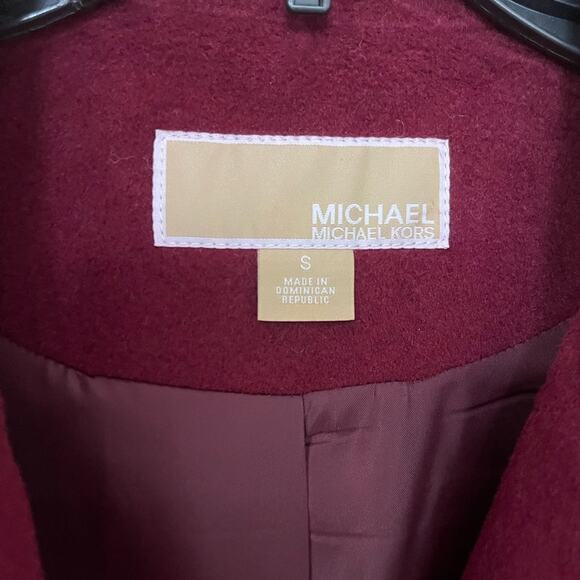 MICHAEL
MICHAEL KORS
S
MADE IN
DOMINICAN
REPUBLIC